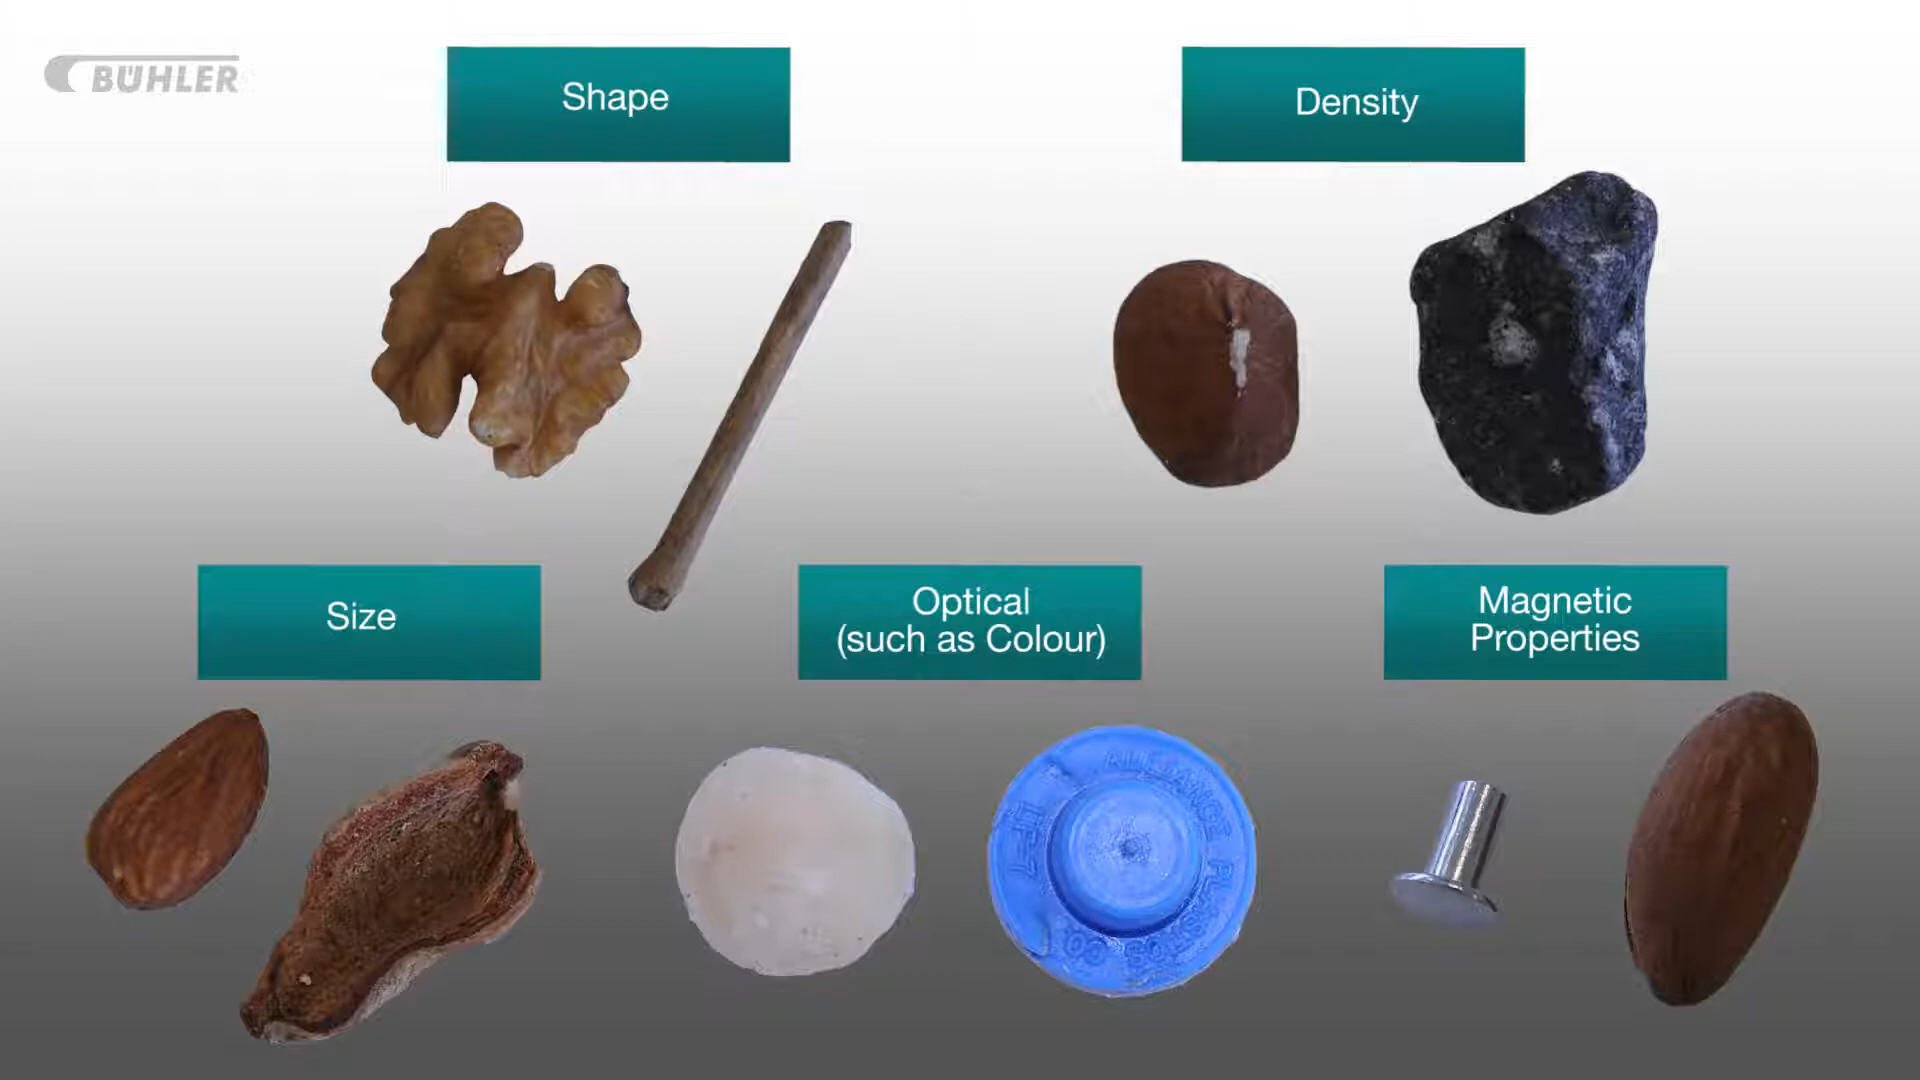 BÜHLER
Shape
Density
Size
Optical
(such as Colour)
Magnetic
Properties